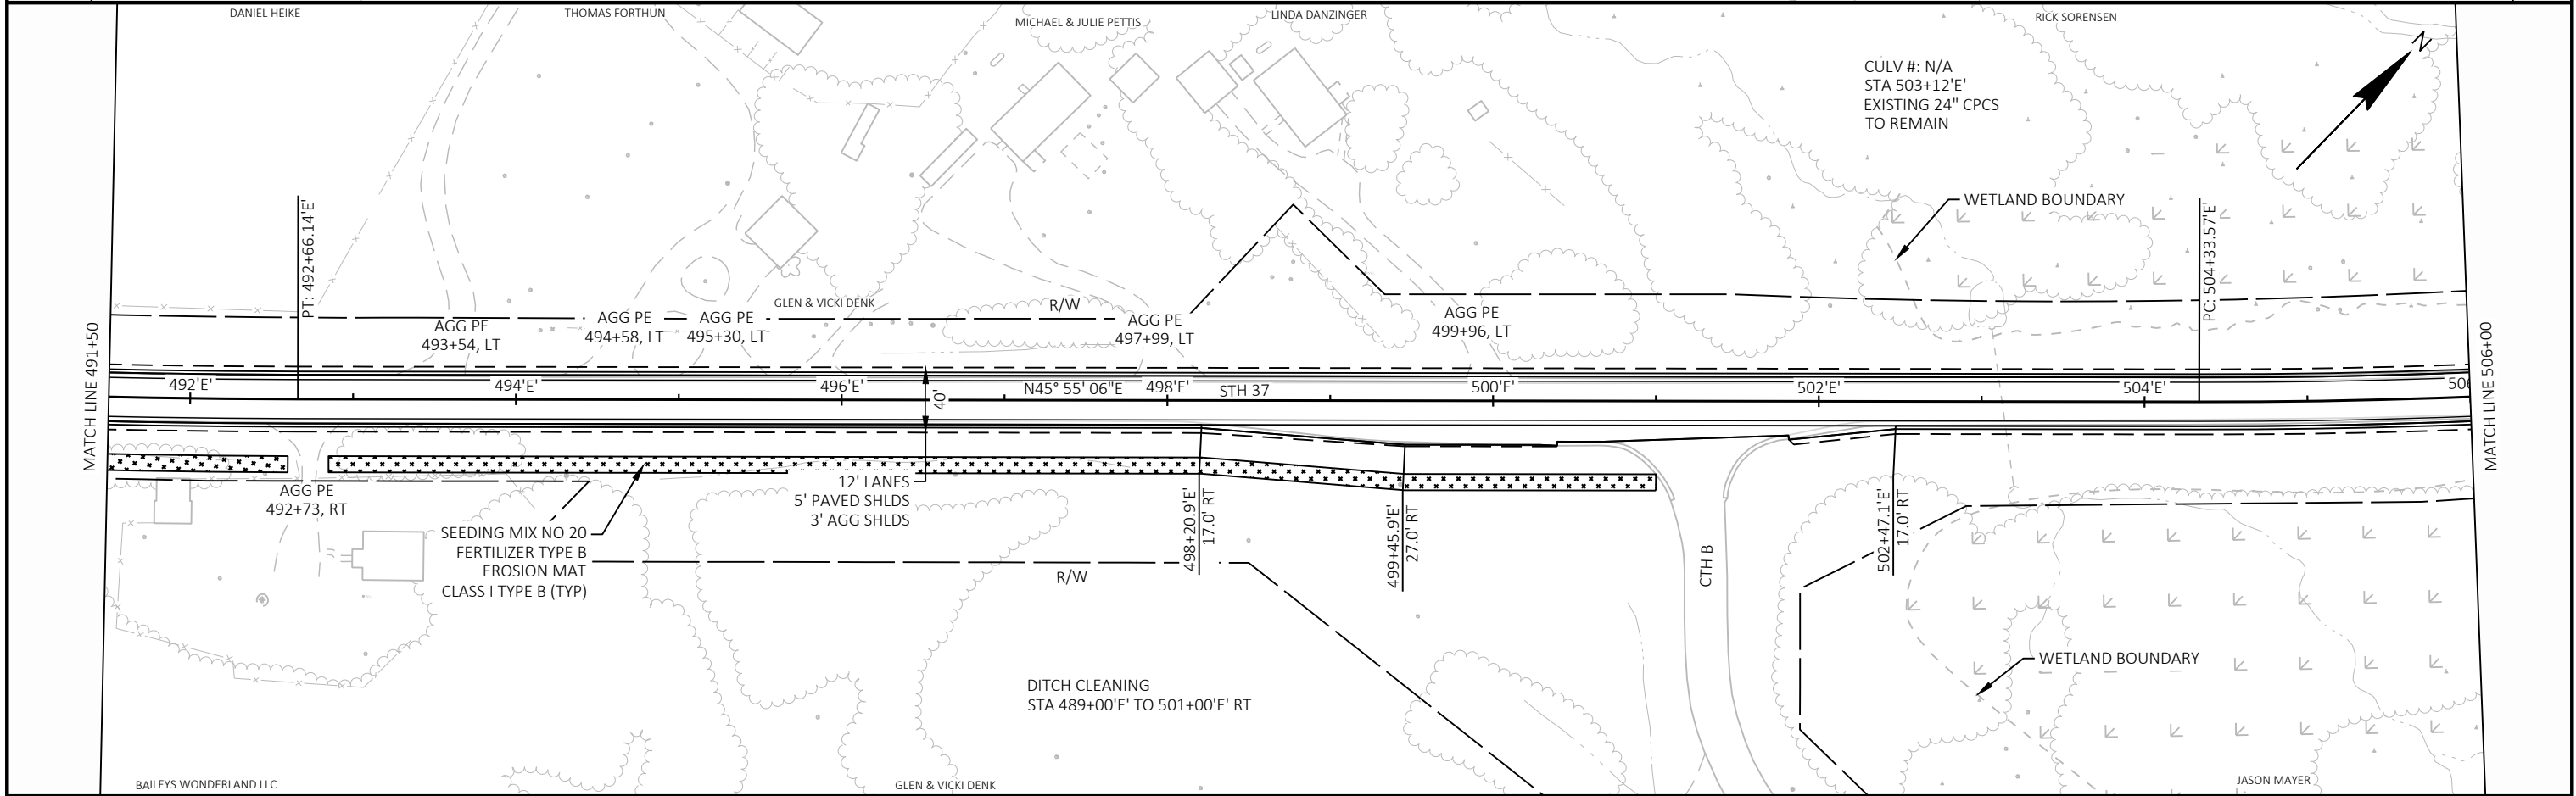 DANIEL HEIKE
THOMAS FORTHUN
MICHAEL & JULIE PETTIS
LINDA DANZINGER
RICK SORENSEN
N
CULV #: N/A
STA 503+12'E'
EXISTING 24" CPCS
TO REMAIN
WETLAND BOUNDARY
PT: 492+66.14'E'
PC: 504+33.57'E'
GLEN & VICKI DENK
R/W
AGG PE
493+54, LT
AGG PE
494+58, LT
AGG PE
495+30, LT
AGG PE
497+99, LT
AGG PE
499+96, LT
MATCH LINE 491+50
MATCH LINE 506+00
492'E'
494'E'
496'E'
40'
N45° 55' 06"E
498'E'
STH 37
500'E'
502'E'
504'E'
506
AGG PE
492+73, RT
SEEDING MIX NO 20
FERTILIZER TYPE B
EROSION MAT
CLASS I TYPE B (TYP)
12' LANES
5' PAVED SHLDS
3' AGG SHLDS
R/W
498+20.9'E'
17.0' RT
499+45.9'E'
27.0' RT
CTH B
502+47.1'E'
17.0' RT
WETLAND BOUNDARY
DITCH CLEANING
STA 489+00'E' TO 501+00'E' RT
BAILEYS WONDERLAND LLC
GLEN & VICKI DENK
JASON MAYER